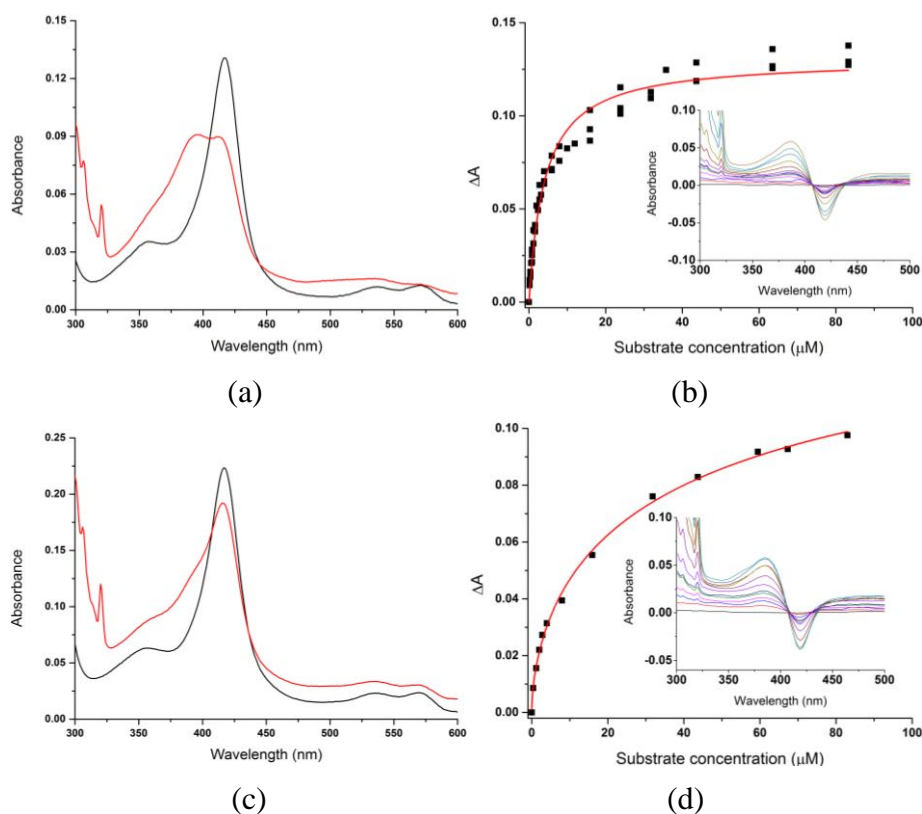 0.15
0.12
0.09
0.06
0.03
0.00
Absorbance
300 350 400 450 500 550 600
Wavelength (nm)
(a)
0.15
0.10
0.05
0.00
ΔA
0 20 40 60 80 100
Substrate concentration (μM)
0.10
0.05
0.00
-0.05
-0.10
Absorbance
300 350 400 450 500
Wavelength (nm)
(b)
0.25
0.20
0.15
0.10
0.05
0.00
Absorbance
300 350 400 450 500 550 600
Wavelength (nm)
(c)
0.10
0.08
0.06
0.04
0.02
0.00
ΔA
0 20 40 60 80 100
Substrate concentration (μM)
0.10
0.05
0.00
-0.05
Absorbance
300 350 400 450 500
Wavelength (nm)
(d)